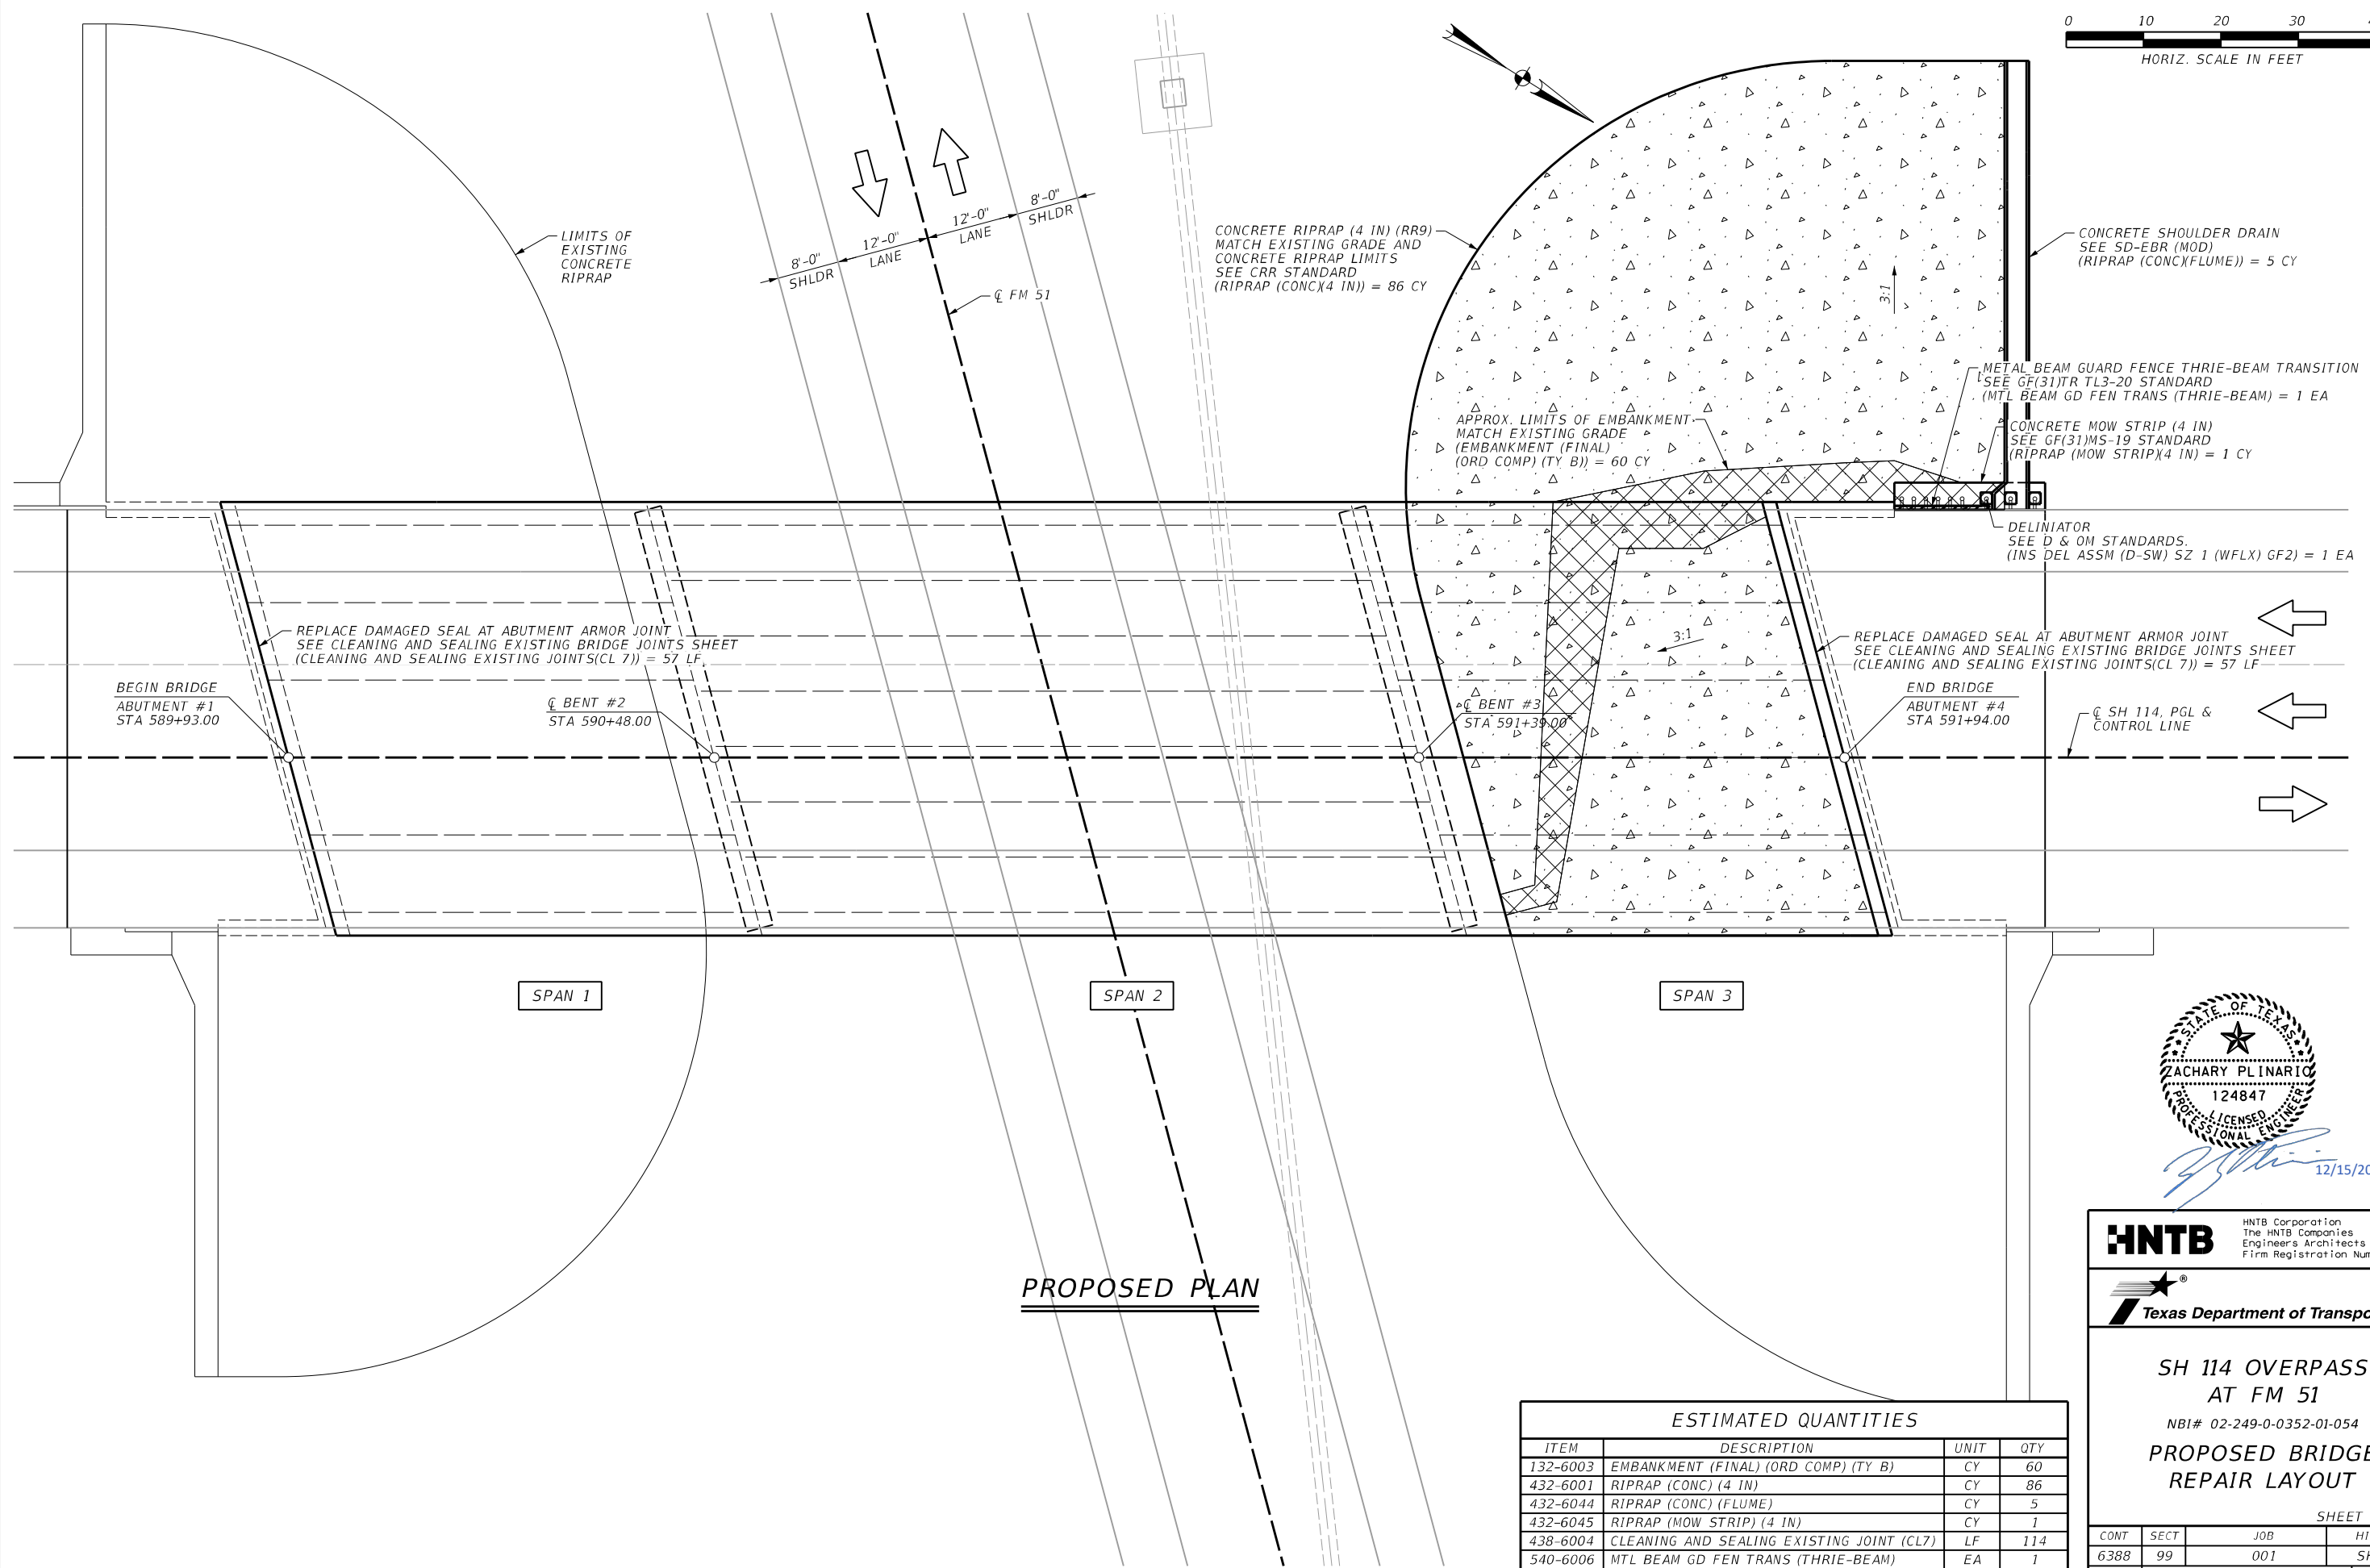 0 10 20 30
HORIZ. SCALE IN FEET
LIMITS OF
EXISTING
CONCRETE
RIPRAP
8'-0"
SHLDR
12'-0"
LANE
12'-0"
LANE
8'-0"
SHLDR
℄ FM 51
CONCRETE RIPRAP (4 IN) (RR9)
MATCH EXISTING GRADE AND
CONCRETE RIPRAP LIMITS
SEE CRR STANDARD
(RIPRAP (CONC)(4 IN)) = 86 CY
CONCRETE SHOULDER DRAIN
SEE SD-EBR (MOD)
(RIPRAP (CONC)(FLUME)) = 5 CY
3:1
METAL BEAM GUARD FENCE THRIE-BEAM TRANSITION
SEE GF(31)TR TL3-20 STANDARD
(MTL BEAM GD FEN TRANS (THRIE-BEAM) = 1 EA
APPROX. LIMITS OF EMBANKMENT.
MATCH EXISTING GRADE
(EMBANKMENT (FINAL)
(ORD COMP) (TY B)) = 60 CY
CONCRETE MOW STRIP (4 IN)
SEE GF(31)MS-19 STANDARD
(RIPRAP (MOW STRIP)(4 IN) = 1 CY
DELINIATOR
SEE D & OM STANDARDS.
(INS DEL ASSM (D-SW) SZ 1 (WFLX) GF2) = 1 EA
REPLACE DAMAGED SEAL AT ABUTMENT ARMOR JOINT
SEE CLEANING AND SEALING EXISTING BRIDGE JOINTS SHEET
(CLEANING AND SEALING EXISTING JOINTS(CL 7)) = 57 LF
3:1
REPLACE DAMAGED SEAL AT ABUTMENT ARMOR JOINT
SEE CLEANING AND SEALING EXISTING BRIDGE JOINTS SHEET
(CLEANING AND SEALING EXISTING JOINTS(CL 7)) = 57 LF
BEGIN BRIDGE
ABUTMENT #1
STA 589+93.00
℄ BENT #2
STA 590+48.00
℄ BENT #3
STA 591+39.00
END BRIDGE
ABUTMENT #4
STA 591+94.00
℄ SH 114, PGL &
CONTROL LINE
SPAN 1
SPAN 2
SPAN 3
STATE OF TEXAS
ZACHARY PLINARIO
124847
LICENSED
PROFESSIONAL ENGINEER
12/15/20
PROPOSED PLAN
HNTB
HNTB Corporation
The HNTB Companies
Engineers Architects
Firm Registration
®
Texas Department of
SH 114 OVERPASS
AT FM 51
NBI# 02-249-0-0352-01-054
PROPOSED BRIDGE
REPAIR LAYOUT
SHEET
CONT SECT JOB
6388 99 001
ESTIMATED QUANTITIES
ITEM DESCRIPTION UNIT QTY
132-6003 EMBANKMENT (FINAL) (ORD COMP) (TY B) CY 60
432-6001 RIPRAP (CONC) (4 IN) CY 86
432-6044 RIPRAP (CONC) (FLUME) CY 5
432-6045 RIPRAP (MOW STRIP) (4 IN) CY 1
438-6004 CLEANING AND SEALING EXISTING JOINT (CL7) LF 114
540-6006 MTL BEAM GD FEN TRANS (THRIE-BEAM) EA 1